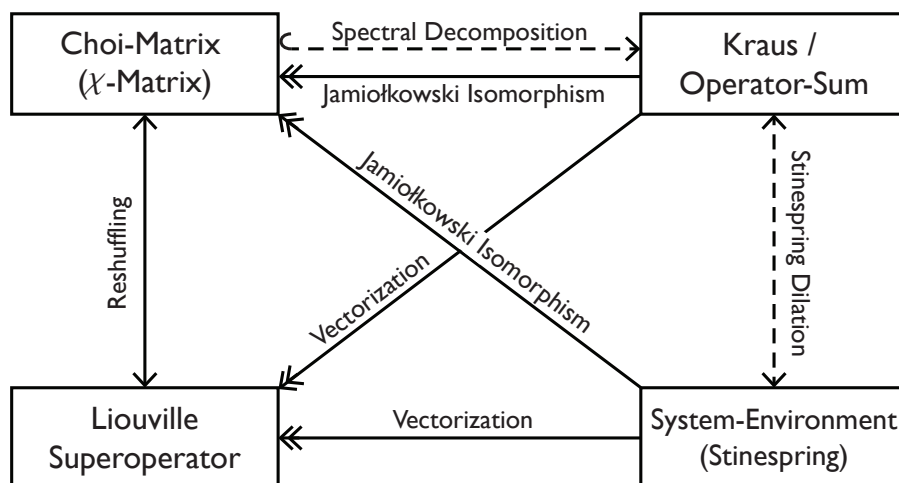 Choi-Matrix
(χ-Matrix)
Spectral Decomposition
Jamiołkowski Isomorphism
Kraus /
Operator-Sum
Jamiołkowski Isomorphism
Reshuffling
Vectorization
Stinespring Dilation
Liouville
Superoperator
Vectorization
System-Environment
(Stinespring)